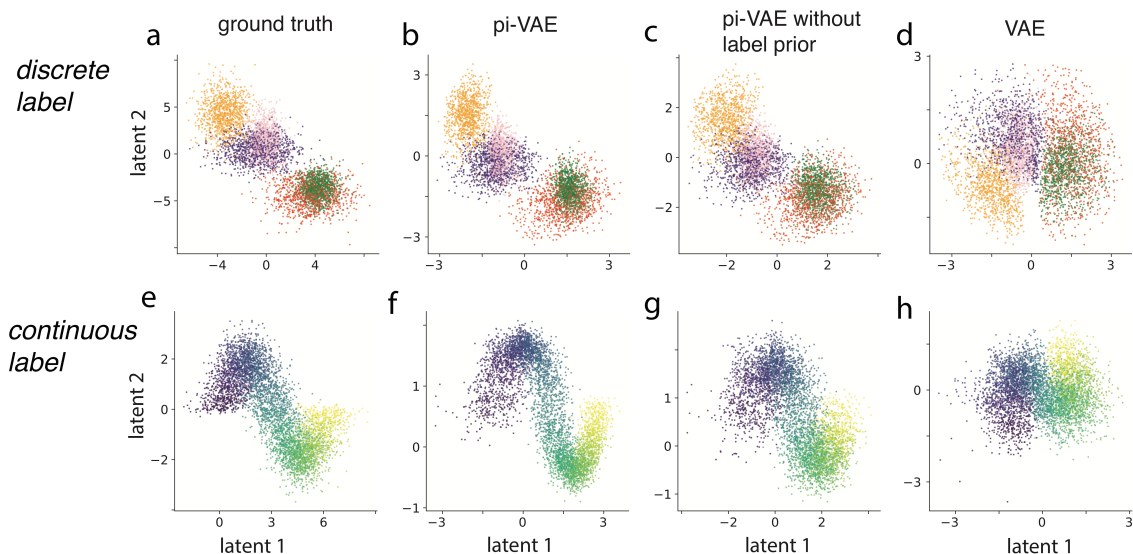 ground truth
pi-VAE
pi-VAE without
label prior
VAE
discrete
label
a
b
c
d
latent 2
5
0
−5
−4
0
4
3
0
−3
−3
0
3
2
0
−2
−2
0
2
3
0
−3
0
3
continuous
label
e
f
g
h
latent 2
2
0
−2
0
3
6
latent 1
1
0
−1
−3
0
3
latent 1
1
0
−1
−2
0
2
latent 1
0
−3
−3
0
3
latent 1